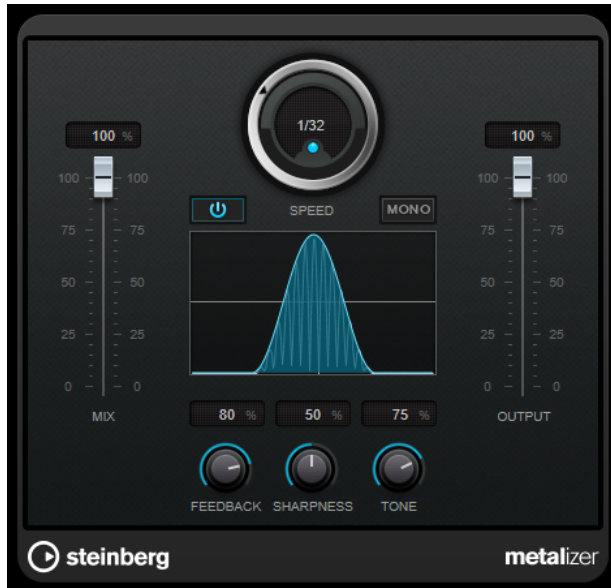 1/32
100 %
100 %
100 100
100 100
SPEED
MONO
75 75
75 75
50 50
50 50
25 25
25 25
0 0
0 0
MIX
80 %
50 %
75 %
OUTPUT
FEEDBACK
SHARPNESS
TONE
steinberg
metalizer